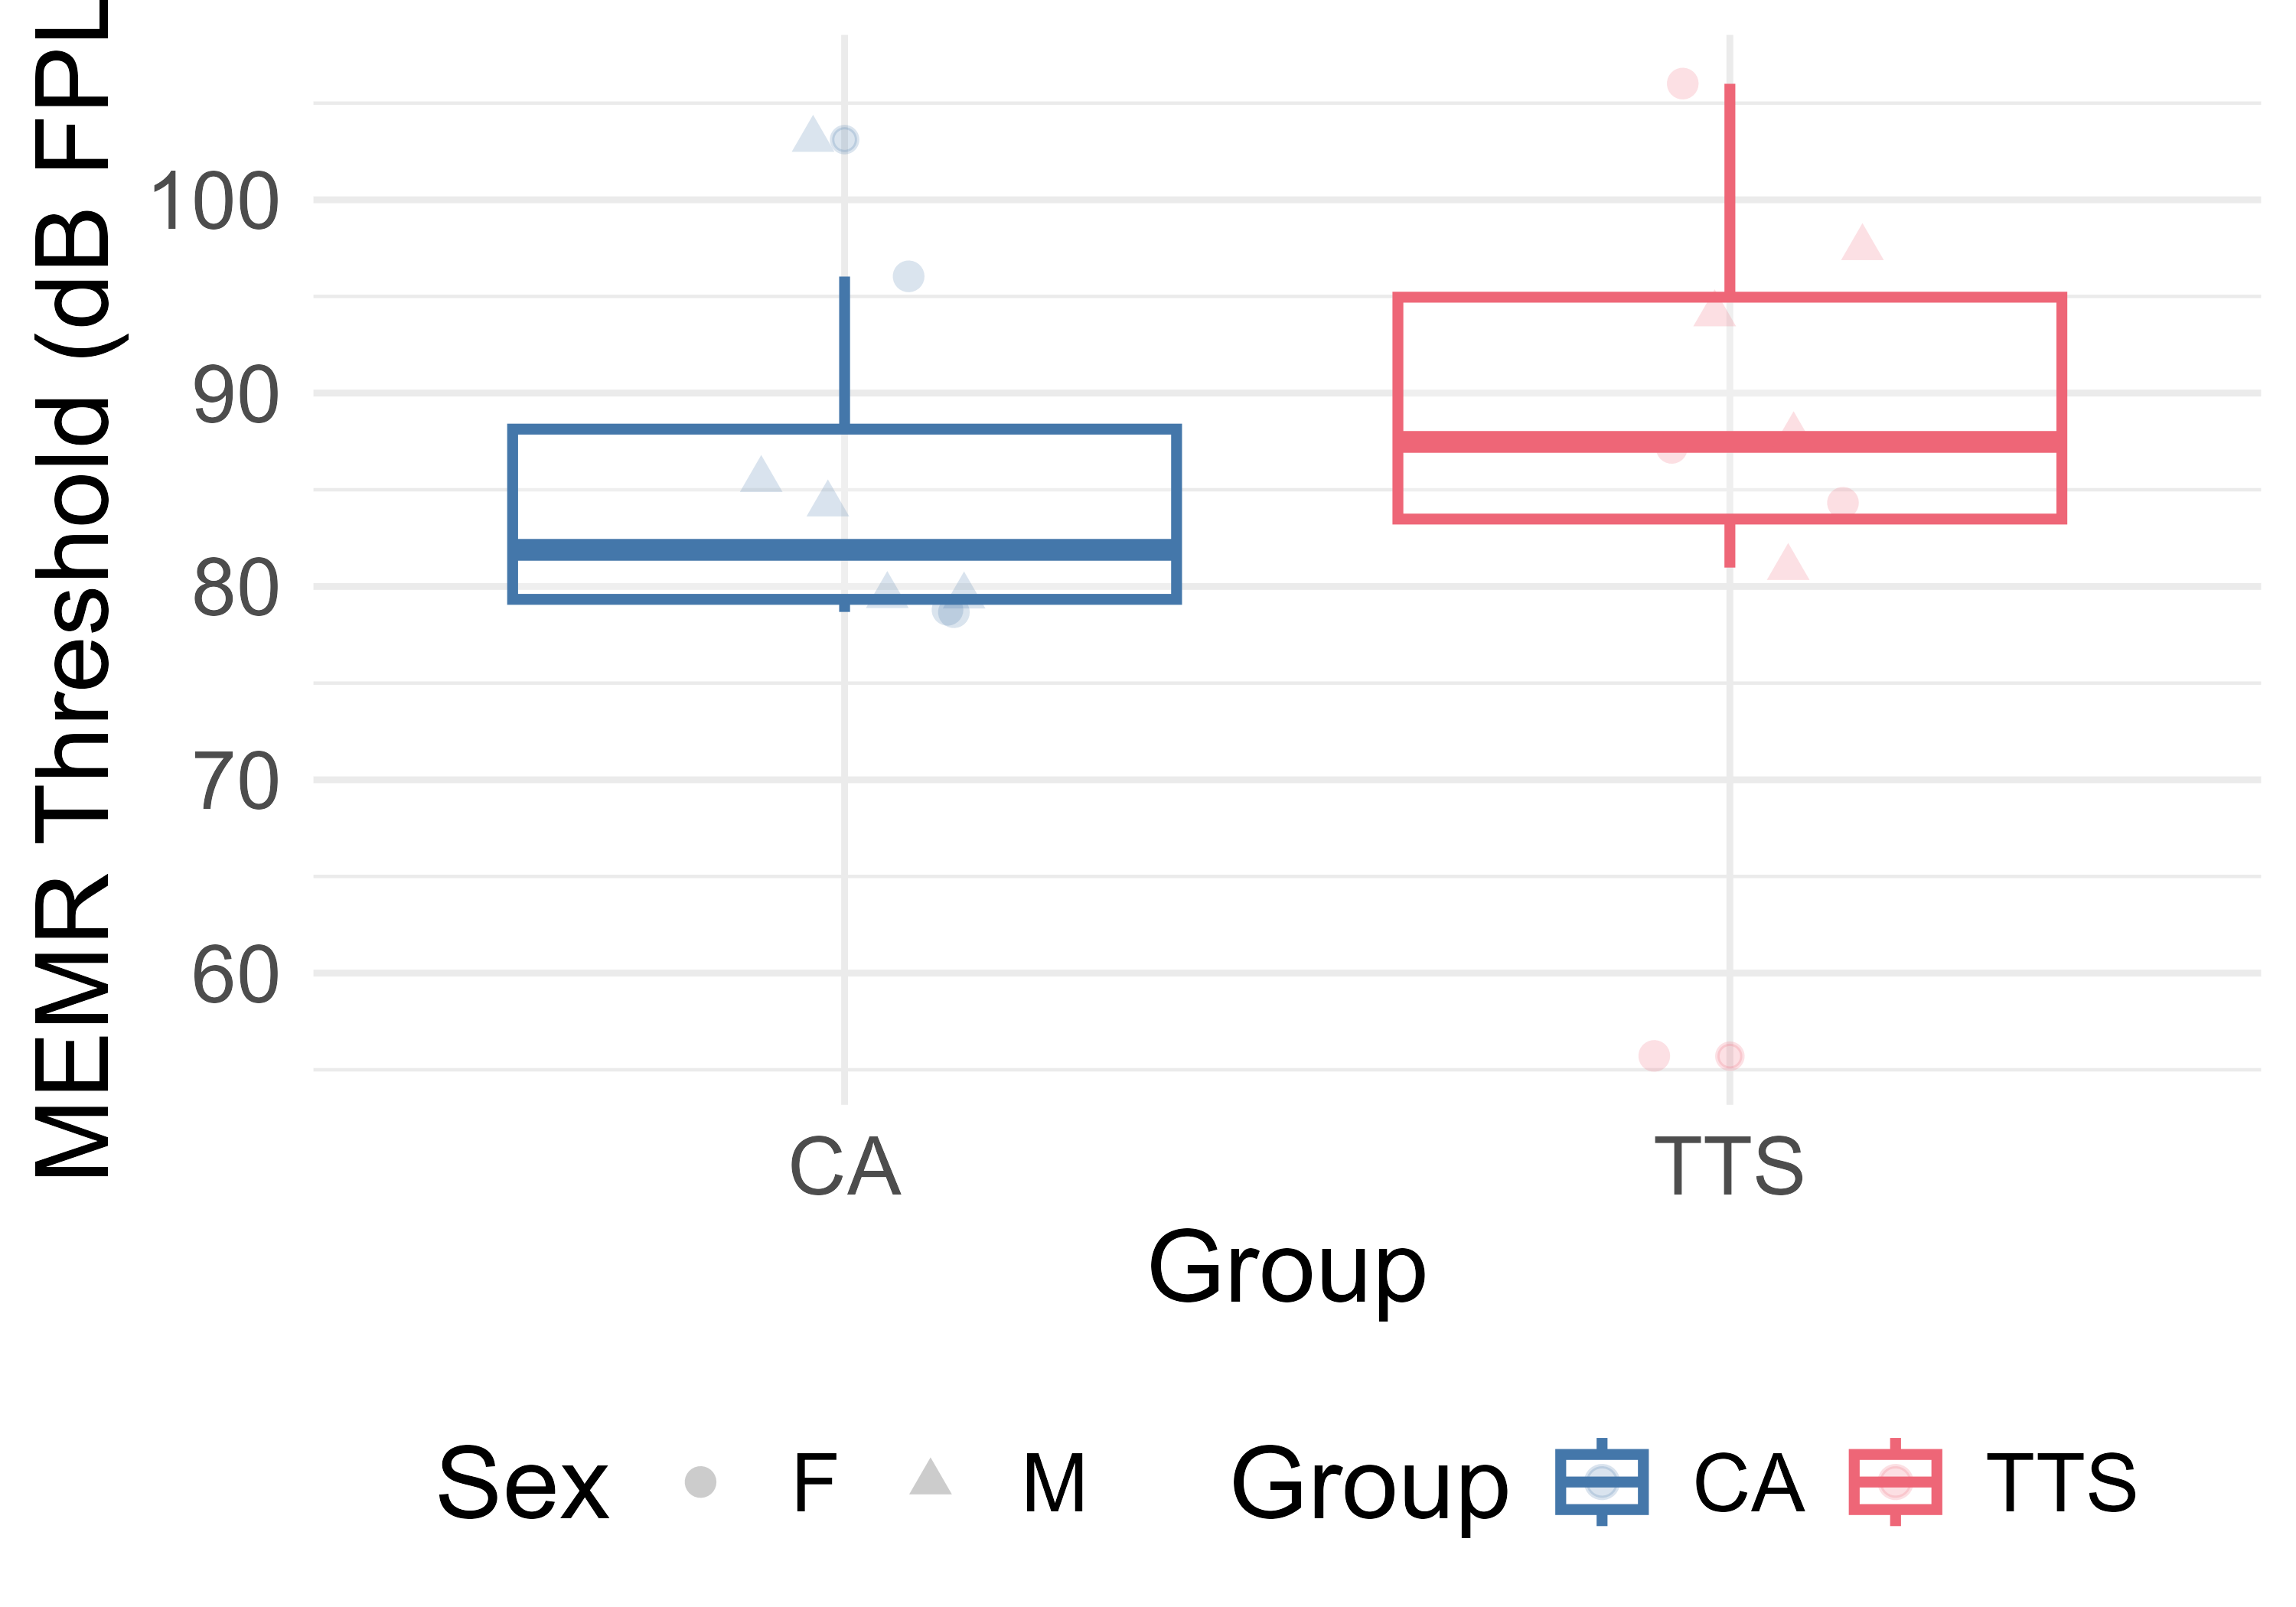 MEMR Threshold (dB FPL
100
90
80
70
60
CA
TTS
Group
Sex F M Group CA TTS